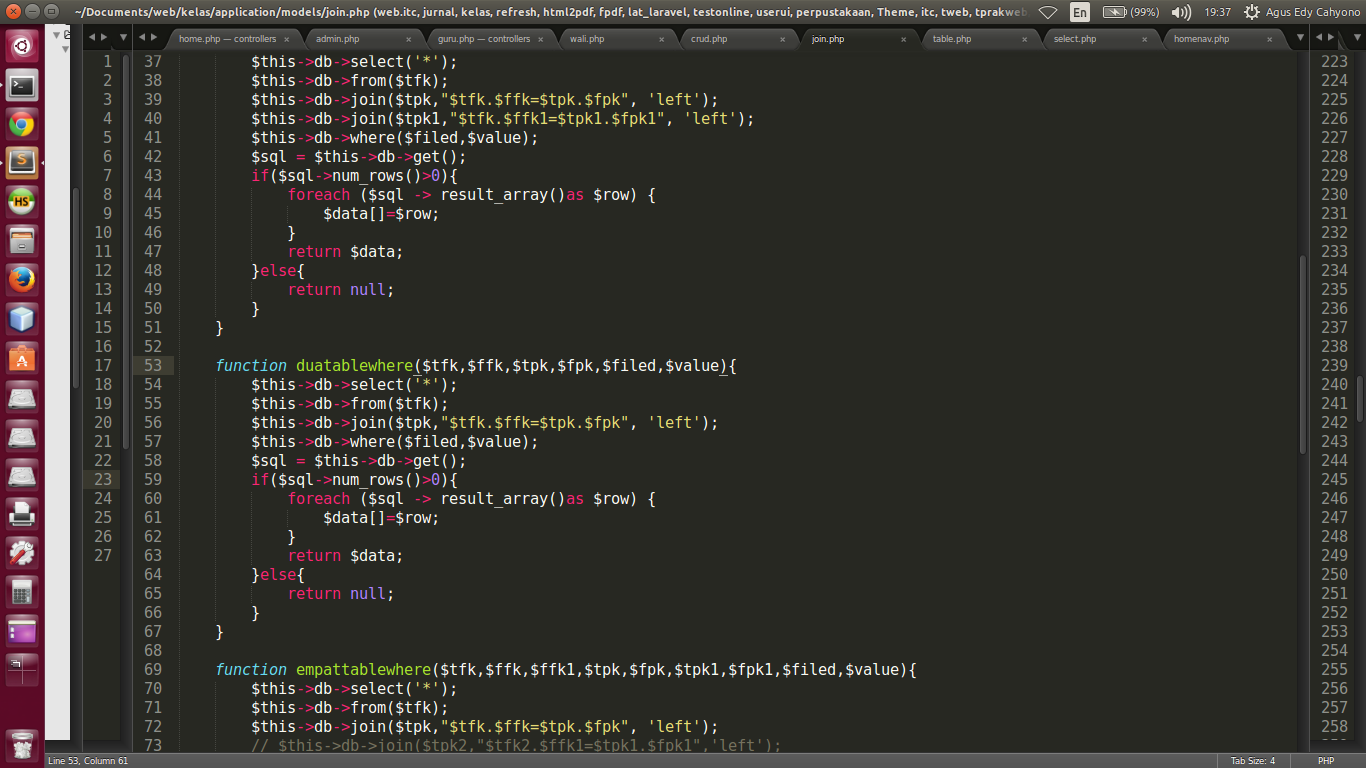 ~/Documents/web/kelas/application/models/join.php (web.itc, jurnal, kelas, refresh, html2pdf, fpdf, lat_laravel, testonline, userui, perpustakaan, Theme, itc, tweb, tprakweb
En (99%) 19:37 Agus Edy Cahyono
home.php — controllers × admin.php × guru.php — controllers × wali.php × crud.php × join.php × table.php × select.php × homenav.php ×
1 37 $this->db->select('*'); 223
2 38 $this->db->from($tfk); 224
3 39 $this->db->join($tpk,"$tfk.$ffk=$tpk.$fpk", 'left'); 225
4 40 $this->db->join($tpk1,"$tfk.$ffk1=$tpk1.$fpk1", 'left'); 226
5 41 $this->db->where($filed,$value); 227
6 42 $sql = $this->db->get(); 228
7 43 if($sql->num_rows()>0){ 229
8 44 foreach ($sql -> result_array()as $row) { 230
9 45 $data[]=$row; 231
10 46 } 232
11 47 return $data; 233
12 48 }else{ 234
13 49 return null; 235
14 50 } 236
15 51 } 237
16 52 238
17 53 function duatablewhere($tfk,$ffk,$tpk,$fpk,$filed,$value){ 239
18 54 $this->db->select('*'); 240
19 55 $this->db->from($tfk); 241
20 56 $this->db->join($tpk,"$tfk.$ffk=$tpk.$fpk", 'left'); 242
21 57 $this->db->where($filed,$value); 243
22 58 $sql = $this->db->get(); 244
23 59 if($sql->num_rows()>0){ 245
24 60 foreach ($sql -> result_array()as $row) { 246
25 61 $data[]=$row; 247
26 62 } 248
27 63 return $data; 249
64 }else{ 250
65 return null; 251
66 } 252
67 } 253
68 254
69 function empattablewhere($tfk,$ffk,$ffk1,$tpk,$fpk,$tpk1,$fpk1,$filed,$value){ 255
70 $this->db->select('*'); 256
71 $this->db->from($tfk); 257
72 $this->db->join($tpk,"$tfk.$ffk=$tpk.$fpk", 'left'); 258
73 // $this->db->join($tpk2,"$tfk2.$ffk1=$tpk1.$fpk1",'left');
Line 53, Column 61 Tab Size: 4 PHP
S
HS
A